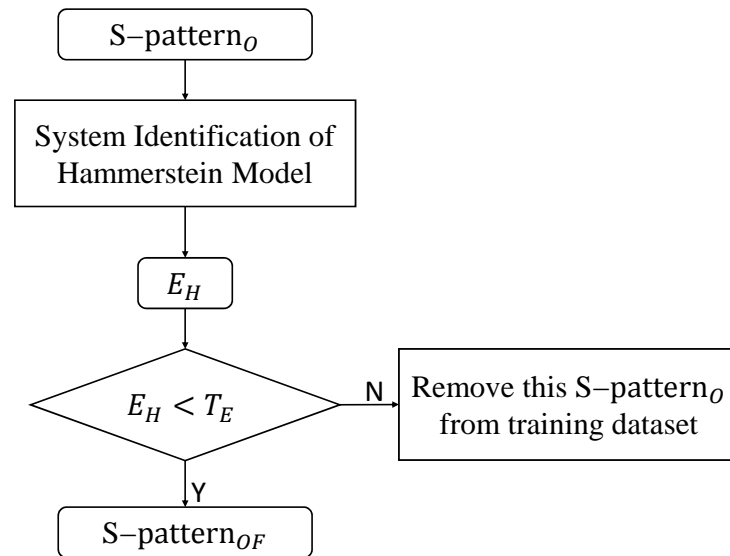 S−pattern_O
System Identification of
Hammerstein Model
E_H
E_H < T_E
N
Remove this S−pattern_O
from training dataset
Y
S−pattern_OF